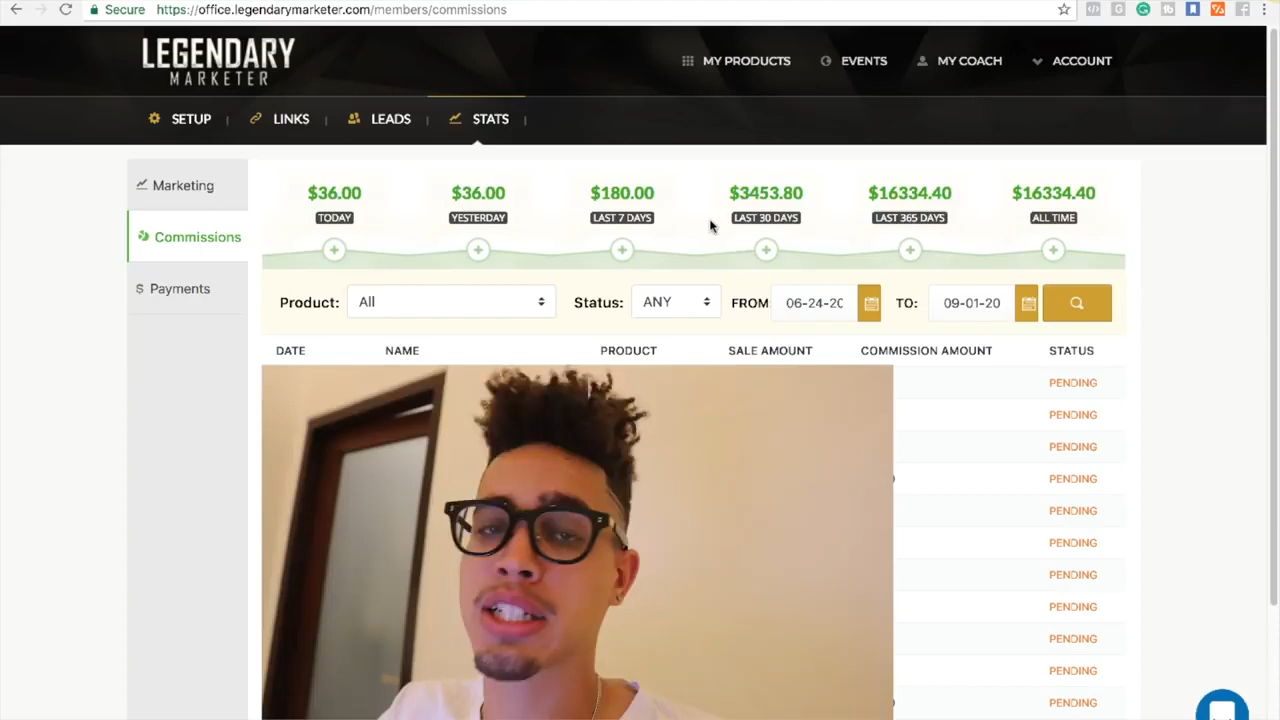 Secure https://office.legendarymarketer.com/members/commissions
LEGENDARY
MARKETER
MY PRODUCTS EVENTS MY COACH ACCOUNT
SETUP | LINKS | LEADS | STATS |
Marketing
Commissions
$ Payments
$36.00 $36.00 $180.00 $3453.80 $16334.40 $16334.40
TODAY YESTERDAY LAST 7 DAYS LAST 30 DAYS LAST 365 DAYS ALL TIME
Product: All Status: ANY FROM: 06-24-20 TO: 09-01-20
DATE NAME PRODUCT SALE AMOUNT COMMISSION AMOUNT STATUS
PENDING
PENDING
PENDING
PENDING
PENDING
PENDING
PENDING
PENDING
PENDING
PENDING
PENDING